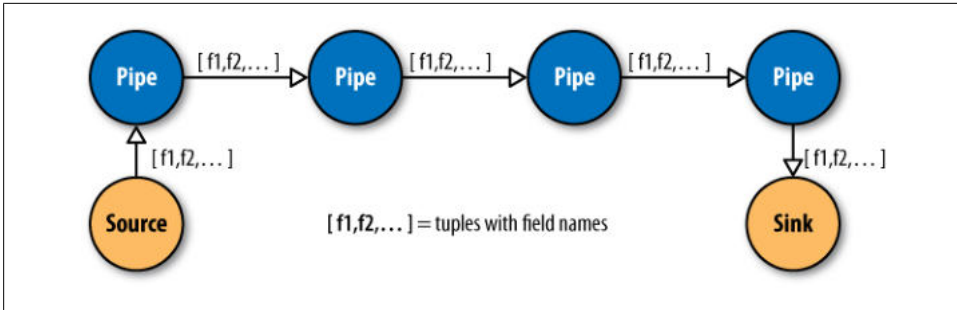 Pipe [ f1,f2,... ] Pipe [ f1,f2,... ] Pipe [ f1,f2,... ] Pipe
[ f1,f2,... ] [ f1,f2,... ]
Source [ f1,f2,... ] = tuples with field names Sink